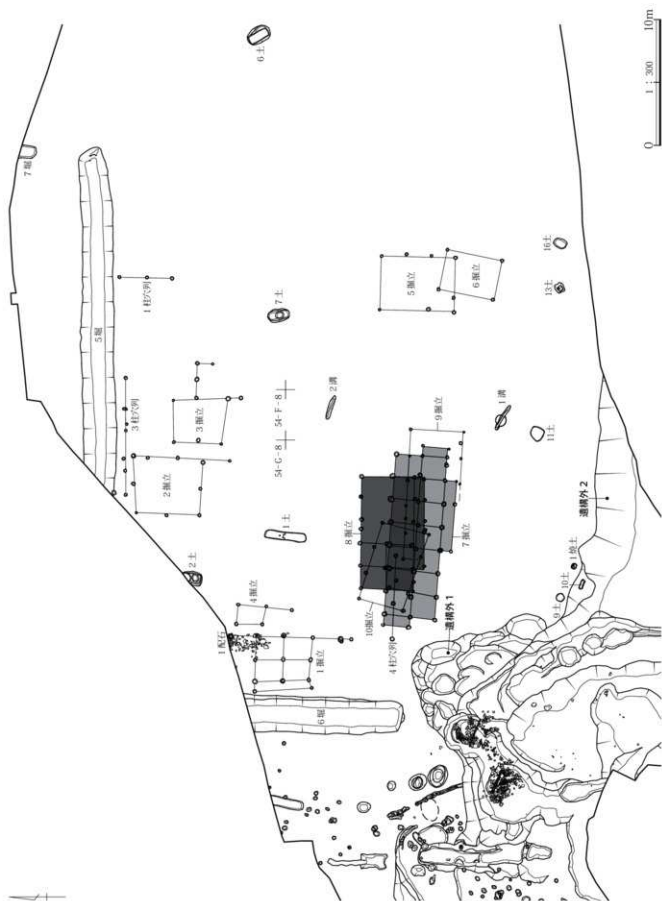 0 1：300 10m
6土
7堀
5堀
1柱穴列
16土
13土
5掘立
6掘立
7土
3柱穴列
3掘立
54-F-8
54-G-8
2溝
1溝
9掘立
11土
2掘立
1土
8掘立
7掘立
遺構外2
2土
4掘立
10掘立
4柱穴列
遺構外1
1焼土
10土
9土
1配石
1掘立
6堀